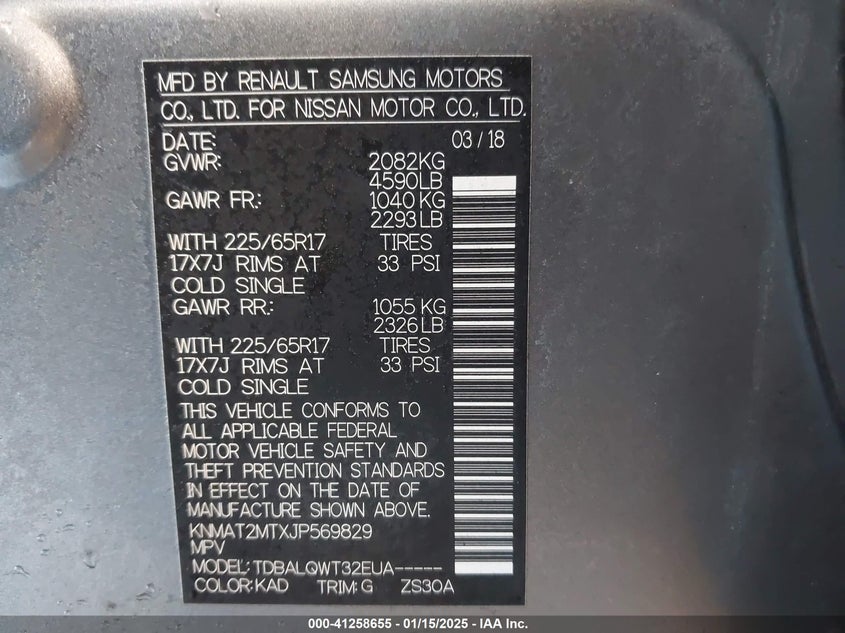 MFD BY RENAULT SAMSUNG MOTORS
CO., LTD. FOR NISSAN MOTOR CO., LTD.
DATE: 03 / 18
GVWR: 2082KG
4590LB
GAWR FR.: 1040 KG
2293 LB
WITH 225/65R17 TIRES
17X7J RIMS AT 33 PSI
COLD SINGLE
GAWR RR.: 1055 KG
2326 LB
WITH 225/65R17 TIRES
17X7J RIMS AT 33 PSI
COLD SINGLE
THIS VEHICLE CONFORMS TO
ALL APPLICABLE FEDERAL
MOTOR VEHICLE SAFETY AND
THEFT PREVENTION STANDARDS
IN EFFECT ON THE DATE OF
MANUFACTURE SHOWN ABOVE.
KNMAT2MTXJP569829
MPV
MODEL: TDBALQWT32EUA-----
COLOR: KAD TRIM: G ZS30A
000-41258655 - 01/15/2025 - IAA Inc.